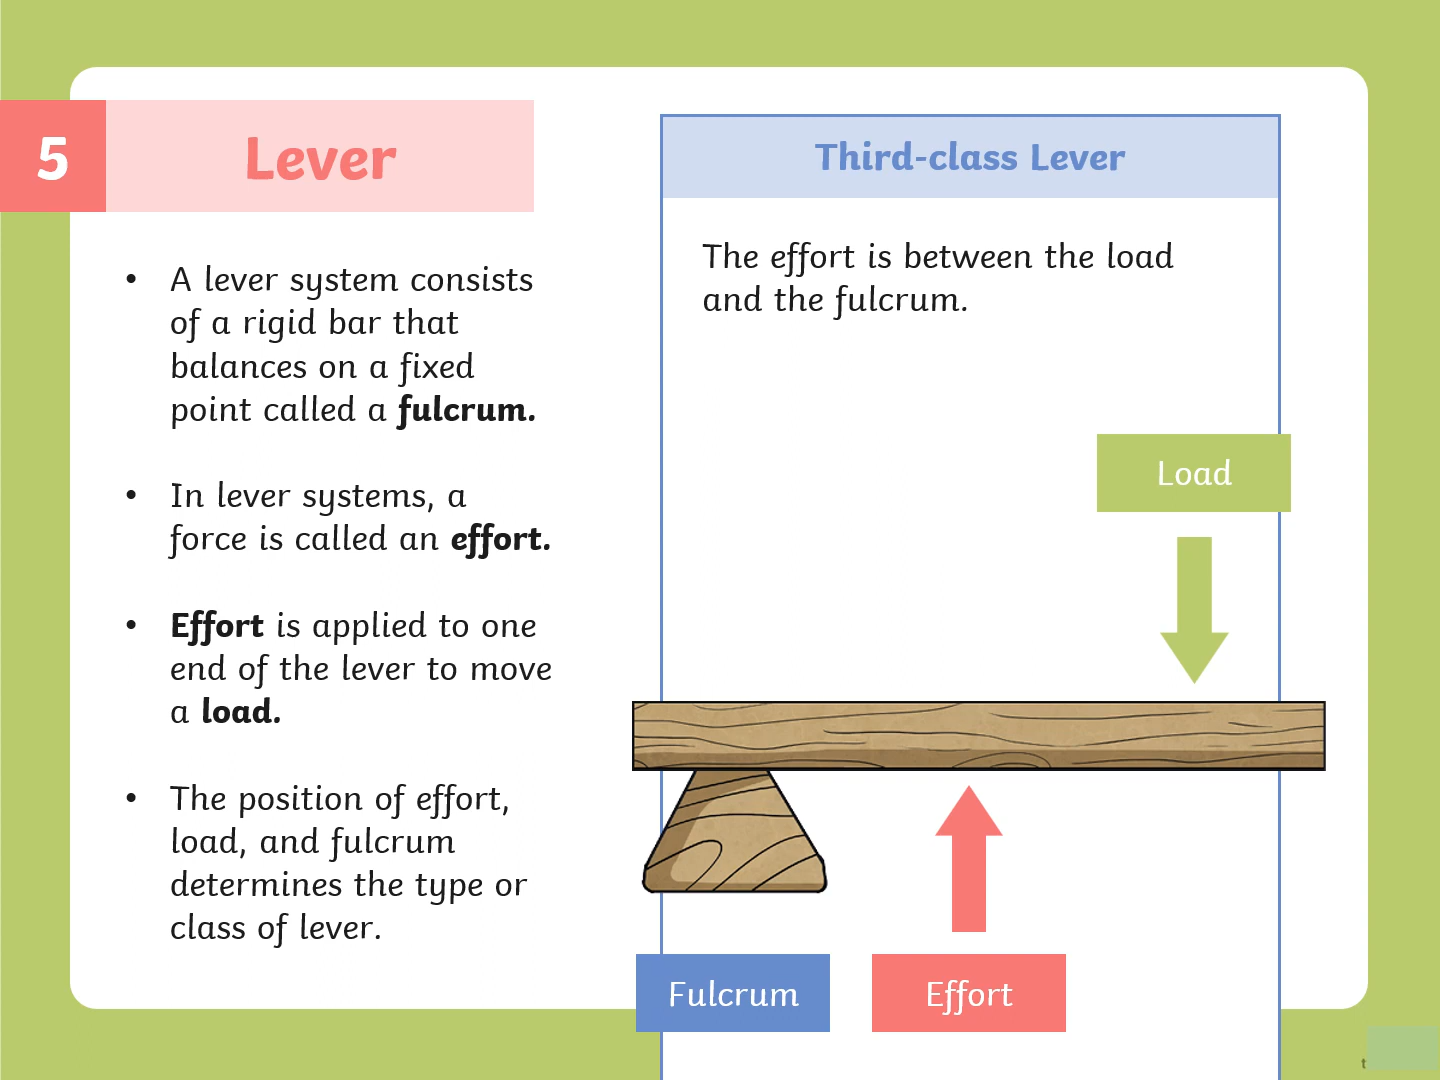 5
Lever
• A lever system consists
of a rigid bar that
balances on a fixed
point called a fulcrum.
• In lever systems, a
force is called an effort.
• Effort is applied to one
end of the lever to move
a load.
• The position of effort,
load, and fulcrum
determines the type or
class of lever.
Third-class Lever
The effort is between the load
and the fulcrum.
Load
Fulcrum
Effort
t